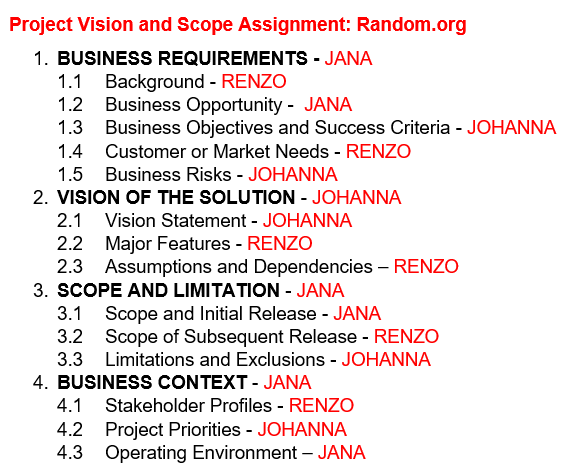 Project Vision and Scope Assignment: Random.org
1. BUSINESS REQUIREMENTS - JANA
1.1 Background - RENZO
1.2 Business Opportunity - JANA
1.3 Business Objectives and Success Criteria - JOHANNA
1.4 Customer or Market Needs - RENZO
1.5 Business Risks - JOHANNA
2. VISION OF THE SOLUTION - JOHANNA
2.1 Vision Statement - JOHANNA
2.2 Major Features - RENZO
2.3 Assumptions and Dependencies – RENZO
3. SCOPE AND LIMITATION - JANA
3.1 Scope and Initial Release - JANA
3.2 Scope of Subsequent Release - RENZO
3.3 Limitations and Exclusions - JOHANNA
4. BUSINESS CONTEXT - JANA
4.1 Stakeholder Profiles - RENZO
4.2 Project Priorities - JOHANNA
4.3 Operating Environment – JANA